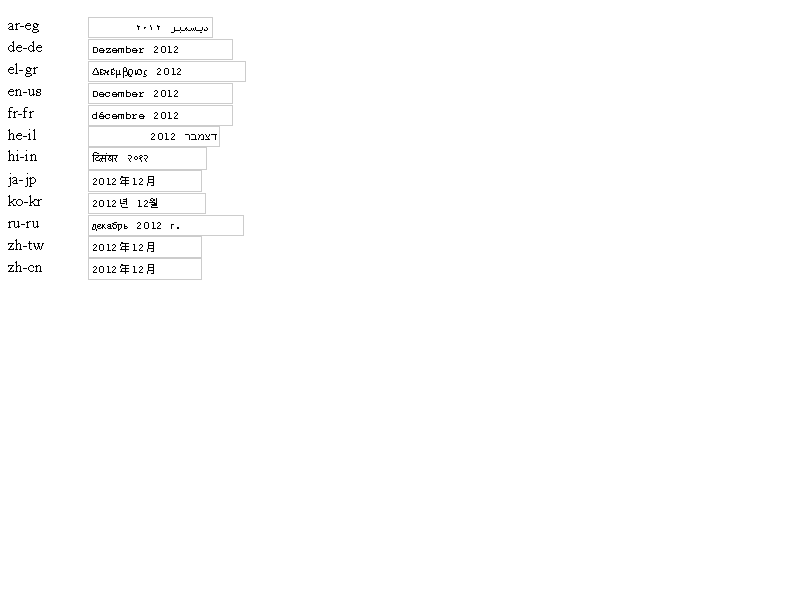 ar-eg ديسمبر ٢٠١٢
de-de Dezember 2012
el-gr Δεκέμβριος 2012
en-us December 2012
fr-fr décembre 2012
he-il דצמבר 2012
hi-in दिसंबर २०१२
ja-jp 2012年12月
ko-kr 2012년 12월
ru-ru декабрь 2012 г.
zh-tw 2012年12月
zh-cn 2012年12月